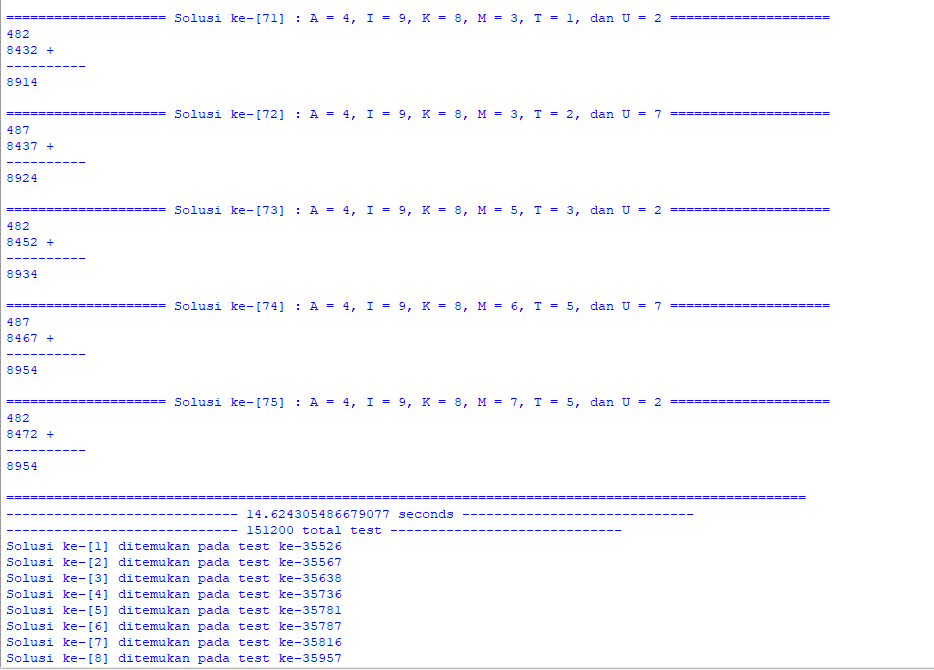 ==================== Solusi ke-[71] : A = 4, I = 9, K = 8, M = 3, T = 1, dan U = 2 ====================
482
8432 +
----------
8914
==================== Solusi ke-[72] : A = 4, I = 9, K = 8, M = 3, T = 2, dan U = 7 ====================
487
8437 +
----------
8924
==================== Solusi ke-[73] : A = 4, I = 9, K = 8, M = 5, T = 3, dan U = 2 ====================
482
8452 +
----------
8934
==================== Solusi ke-[74] : A = 4, I = 9, K = 8, M = 6, T = 5, dan U = 7 ====================
487
8467 +
----------
8954
==================== Solusi ke-[75] : A = 4, I = 9, K = 8, M = 7, T = 5, dan U = 2 ====================
482
8472 +
----------
8954
====================================================================================================
----------------------------- 14.624305486679077 seconds -----------------------------
----------------------------- 151200 total test -----------------------------
Solusi ke-[1] ditemukan pada test ke-35526
Solusi ke-[2] ditemukan pada test ke-35567
Solusi ke-[3] ditemukan pada test ke-35638
Solusi ke-[4] ditemukan pada test ke-35736
Solusi ke-[5] ditemukan pada test ke-35781
Solusi ke-[6] ditemukan pada test ke-35787
Solusi ke-[7] ditemukan pada test ke-35816
Solusi ke-[8] ditemukan pada test ke-35957